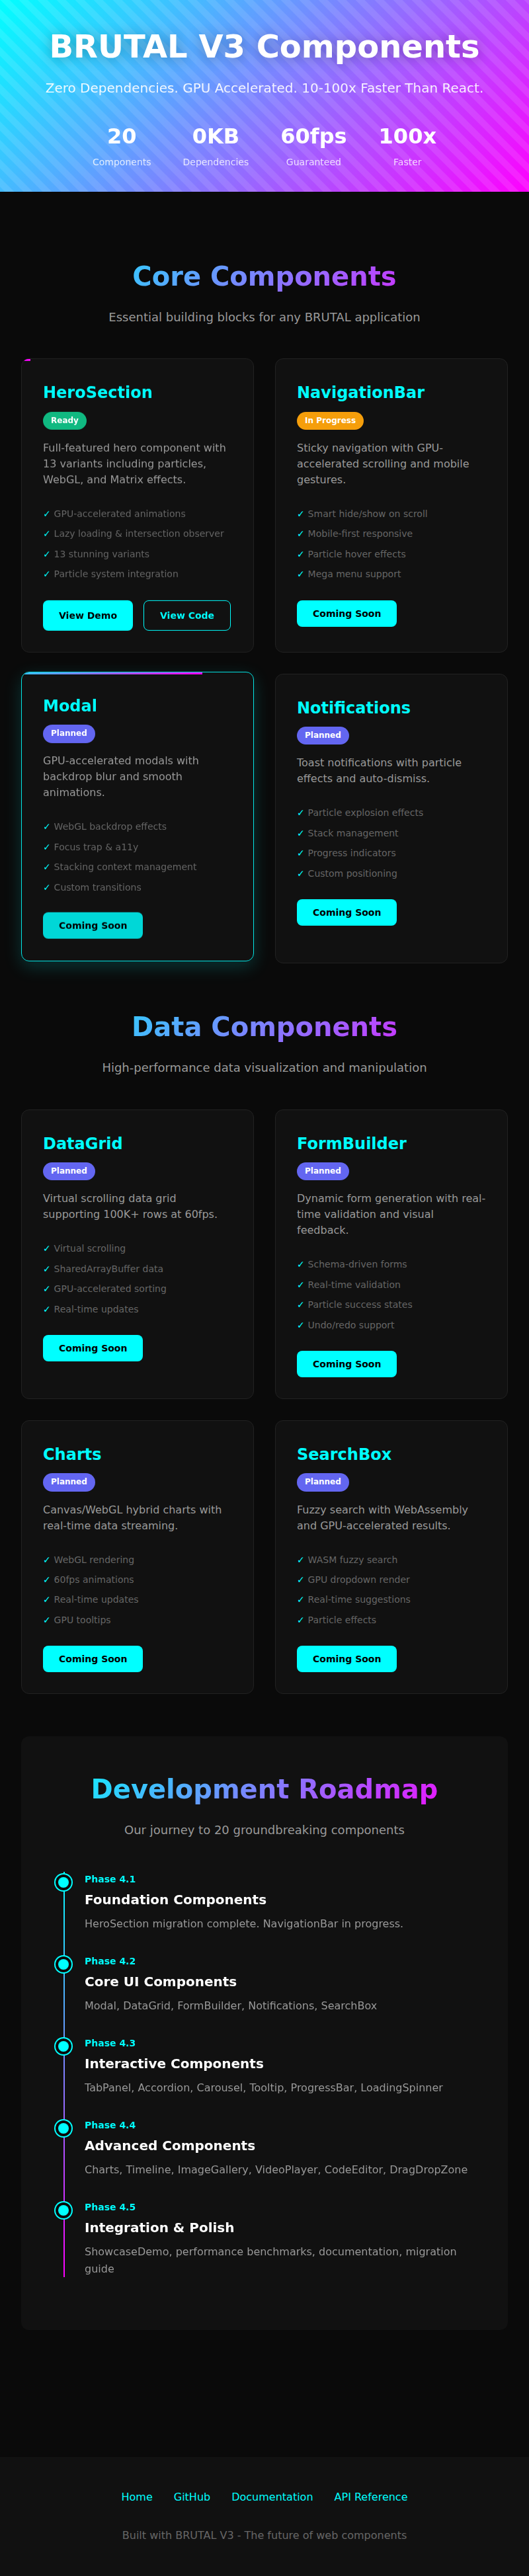 BRUTAL V3 Components
Zero Dependencies. GPU Accelerated. 10-100x Faster Than React.
20
Components
0KB
Dependencies
60fps
Guaranteed
100x
Faster
Core Components
Essential building blocks for any BRUTAL application
HeroSection
Ready
Full-featured hero component with
13 variants including particles,
WebGL, and Matrix effects.
✓ GPU-accelerated animations
✓ Lazy loading & intersection observer
✓ 13 stunning variants
✓ Particle system integration
View Demo
View Code
NavigationBar
In Progress
Sticky navigation with GPU-
accelerated scrolling and mobile
gestures.
✓ Smart hide/show on scroll
✓ Mobile-first responsive
✓ Particle hover effects
✓ Mega menu support
Coming Soon
Modal
Planned
GPU-accelerated modals with
backdrop blur and smooth
animations.
✓ WebGL backdrop effects
✓ Focus trap & a11y
✓ Stacking context management
✓ Custom transitions
Coming Soon
Notifications
Planned
Toast notifications with particle
effects and auto-dismiss.
✓ Particle explosion effects
✓ Stack management
✓ Progress indicators
✓ Custom positioning
Coming Soon
Data Components
High-performance data visualization and manipulation
DataGrid
Planned
Virtual scrolling data grid
supporting 100K+ rows at 60fps.
✓ Virtual scrolling
✓ SharedArrayBuffer data
✓ GPU-accelerated sorting
✓ Real-time updates
Coming Soon
FormBuilder
Planned
Dynamic form generation with real-
time validation and visual
feedback.
✓ Schema-driven forms
✓ Real-time validation
✓ Particle success states
✓ Undo/redo support
Coming Soon
Charts
Planned
Canvas/WebGL hybrid charts with
real-time data streaming.
✓ WebGL rendering
✓ 60fps animations
✓ Real-time updates
✓ GPU tooltips
Coming Soon
SearchBox
Planned
Fuzzy search with WebAssembly
and GPU-accelerated results.
✓ WASM fuzzy search
✓ GPU dropdown render
✓ Real-time suggestions
✓ Particle effects
Coming Soon
Development Roadmap
Our journey to 20 groundbreaking components
Phase 4.1
Foundation Components
HeroSection migration complete. NavigationBar in progress.
Phase 4.2
Core UI Components
Modal, DataGrid, FormBuilder, Notifications, SearchBox
Phase 4.3
Interactive Components
TabPanel, Accordion, Carousel, Tooltip, ProgressBar, LoadingSpinner
Phase 4.4
Advanced Components
Charts, Timeline, ImageGallery, VideoPlayer, CodeEditor, DragDropZone
Phase 4.5
Integration & Polish
ShowcaseDemo, performance benchmarks, documentation, migration
guide
Home
GitHub
Documentation
API Reference
Built with BRUTAL V3 - The future of web components